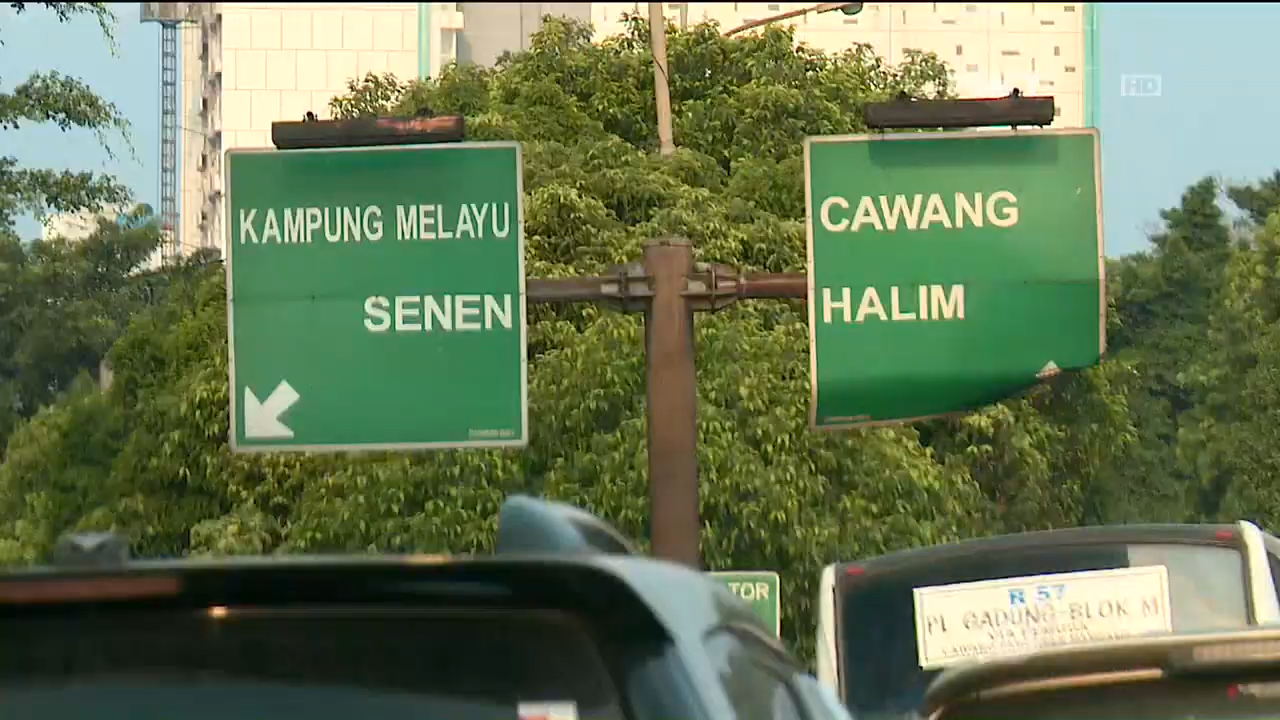 HD
KAMPUNG MELAYU
SENEN
CAWANG
HALIM
TOR
R 57
PL GADUNG-BLOK M